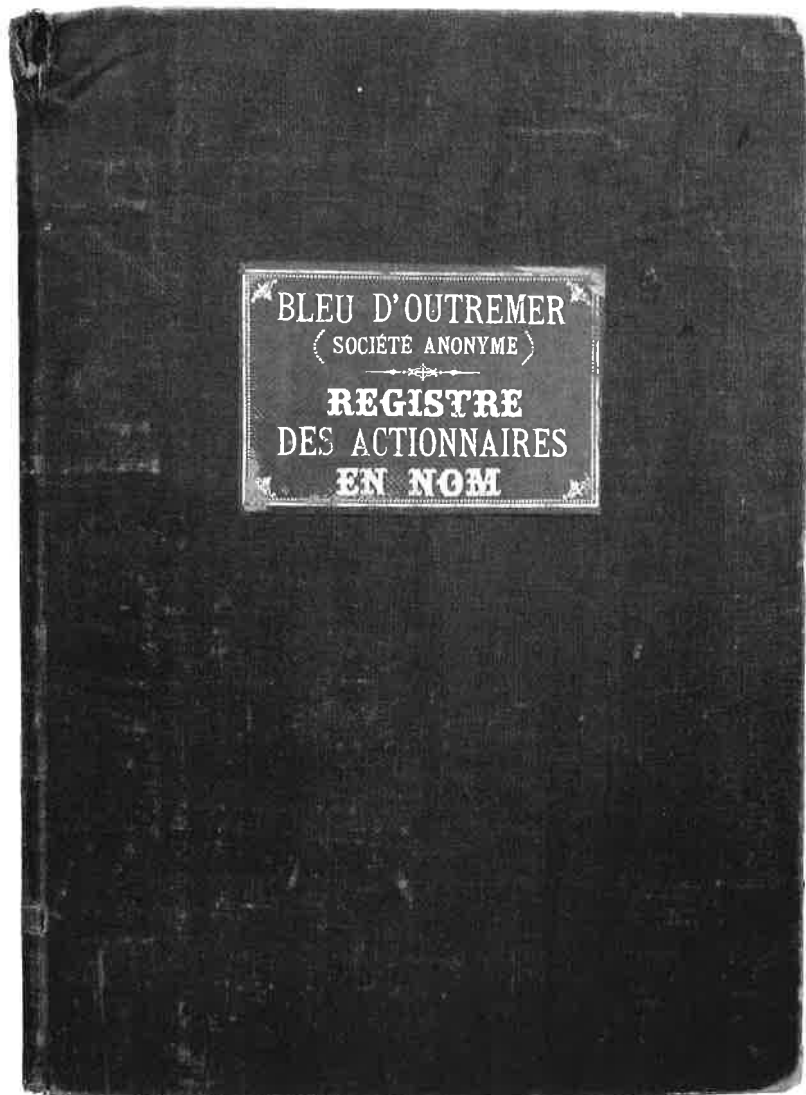 BLEU D'OUTREMER
(SOCIÉTÉ ANONYME)
REGISTRE
DES ACTIONNAIRES
EN NOM